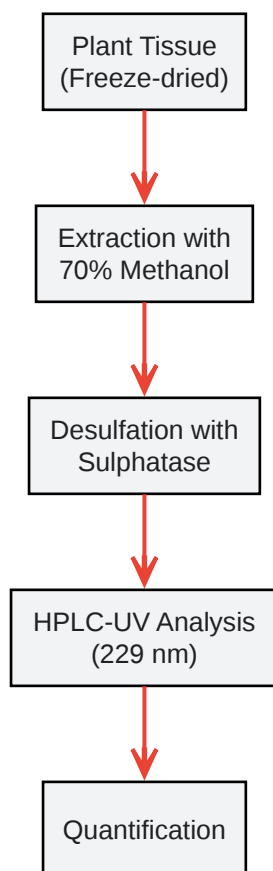 Plant Tissue
(Freeze-dried)
Extraction with
70% Methanol
Desulfation with
Sulphatase
HPLC-UV Analysis
(229 nm)
Quantification